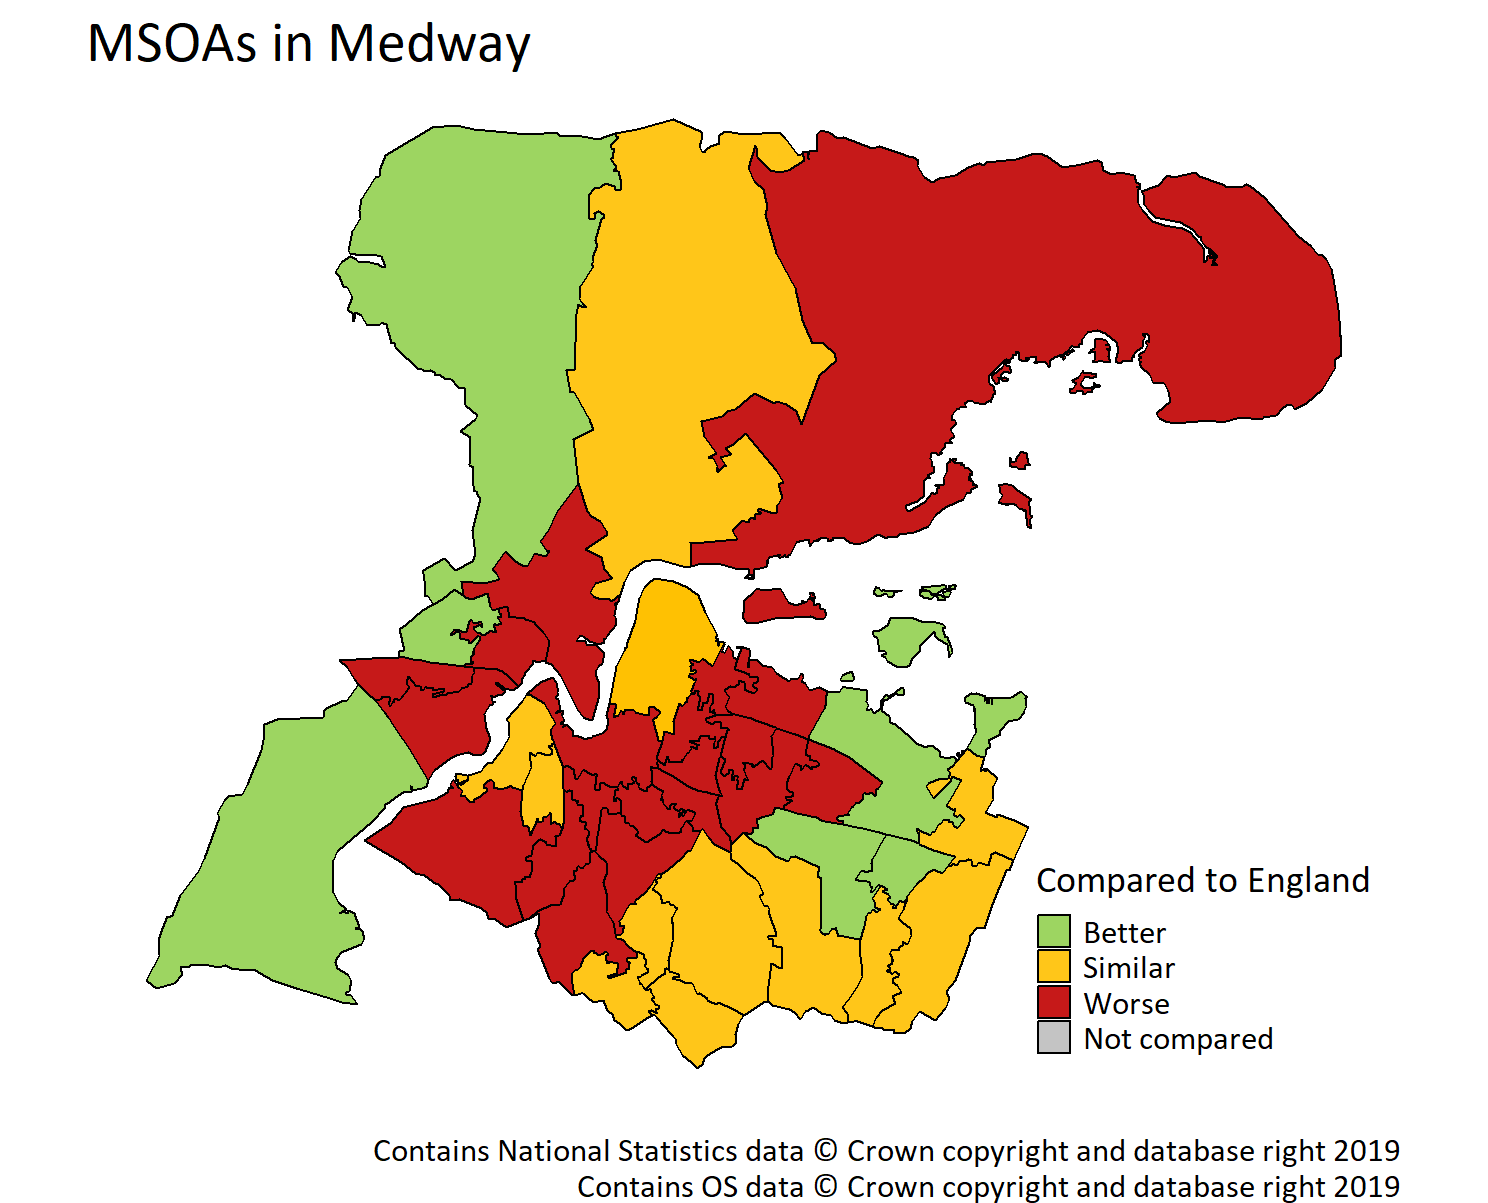 MSOAs in Medway
Compared to England
Better
Similar
Worse
Not compared
Contains National Statistics data © Crown copyright and database right 2019
Contains OS data © Crown copyright and database right 2019